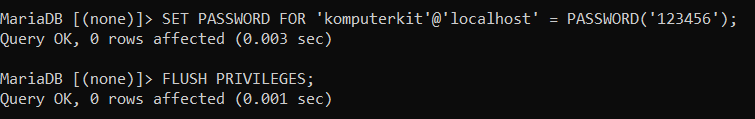 MariaDB [(none)]> SET PASSWORD FOR 'komputerkit'@'localhost' = PASSWORD('123456');
Query OK, 0 rows affected (0.003 sec)
MariaDB [(none)]> FLUSH PRIVILEGES;
Query OK, 0 rows affected (0.001 sec)